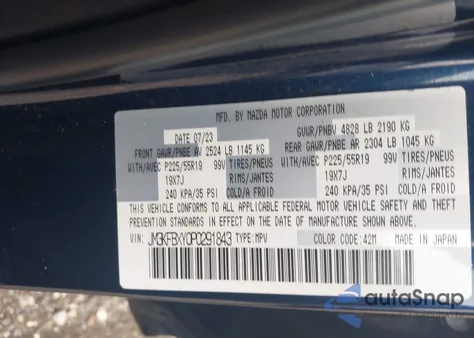 MFD. BY MAZDA MOTOR CORPORATION
DATE 07/23 GVWR/PNBV 4828 LB 2190 KG
FRONT GAWR/PNBE AV 2524 LB 1145 KG REAR GAWR/PNBE AR 2304 LB 1045 KG
WITH/AVEC P225/55R19 99V TIRES/PNEUS WITH/AVEC P225/55R19 99V TIRES/PNEUS
19X7J RIMS/JANTES 19X7J RIMS/JANTES
240 KPA/35 PSI COLD/A FROID 240 KPA/35 PSI COLD/A FROID
THIS VEHICLE CONFORMS TO ALL APPLICABLE FEDERAL MOTOR VEHICLE SAFETY AND THEFT
PREVENTION STANDARDS IN EFFECT ON THE DATE OF MANUFACTURE SHOWN ABOVE.
VIN: JM3KFBXY0P0291843 TYPE:MPV COLOR CODE:42M MADE IN JAPAN
autoSnap